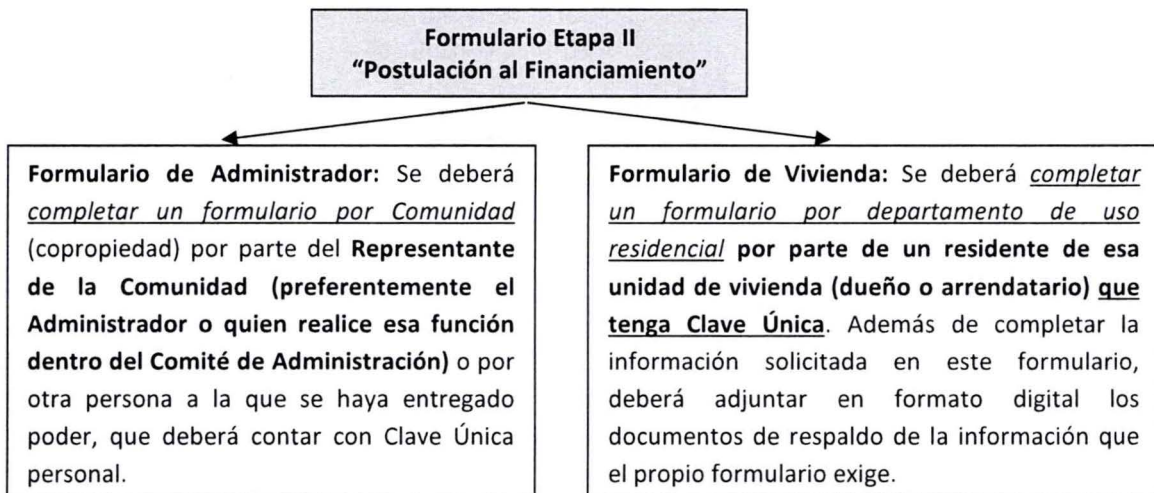 Formulario Etapa II
“Postulación al Financiamiento”
Formulario de Administrador: Se deberá
completar un formulario por Comunidad
(copropiedad) por parte del Representante
de la Comunidad (preferentemente el
Administrador o quien realice esa función
dentro del Comité de Administración) o por
otra persona a la que se haya entregado
poder, que deberá contar con Clave Única
personal.
Formulario de Vivienda: Se deberá completar
un formulario por departamento de uso
residencial por parte de un residente de esa
unidad de vivienda (dueño o arrendatario) que
tenga Clave Única. Además de completar la
información solicitada en este formulario,
deberá adjuntar en formato digital los
documentos de respaldo de la información que
el propio formulario exige.